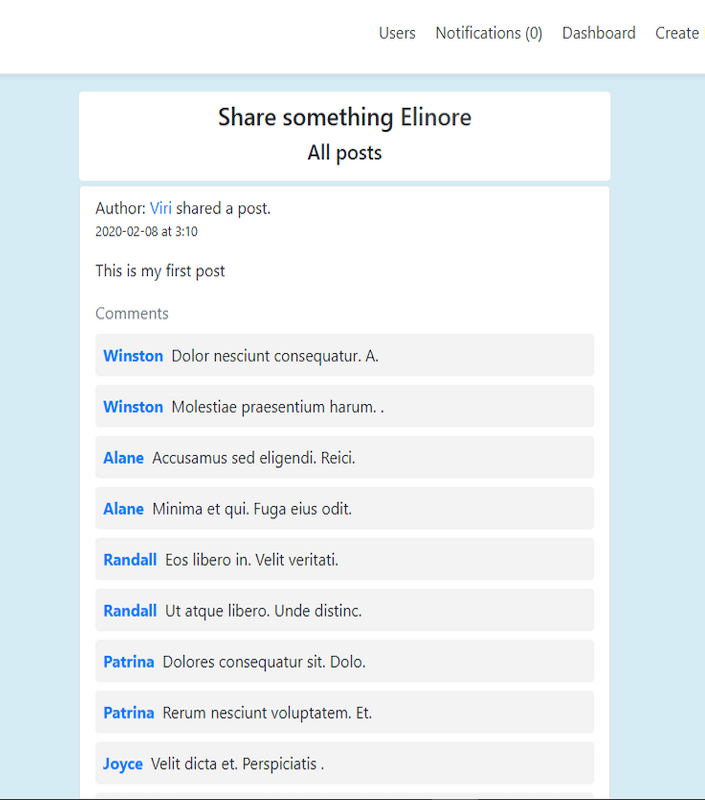 Users Notifications (0) Dashboard Create
Share something Elinore
All posts
Author: Viri shared a post.
2020-02-08 at 3:10
This is my first post
Comments
Winston Dolor nesciunt consequatur. A.
Winston Molestiae praesentium harum. .
Alane Accusamus sed eligendi. Reici.
Alane Minima et qui. Fuga eius odit.
Randall Eos libero in. Velit veritati.
Randall Ut atque libero. Unde distinc.
Patrina Dolores consequatur sit. Dolo.
Patrina Rerum nesciunt voluptatem. Et.
Joyce Velit dicta et. Perspiciatis .